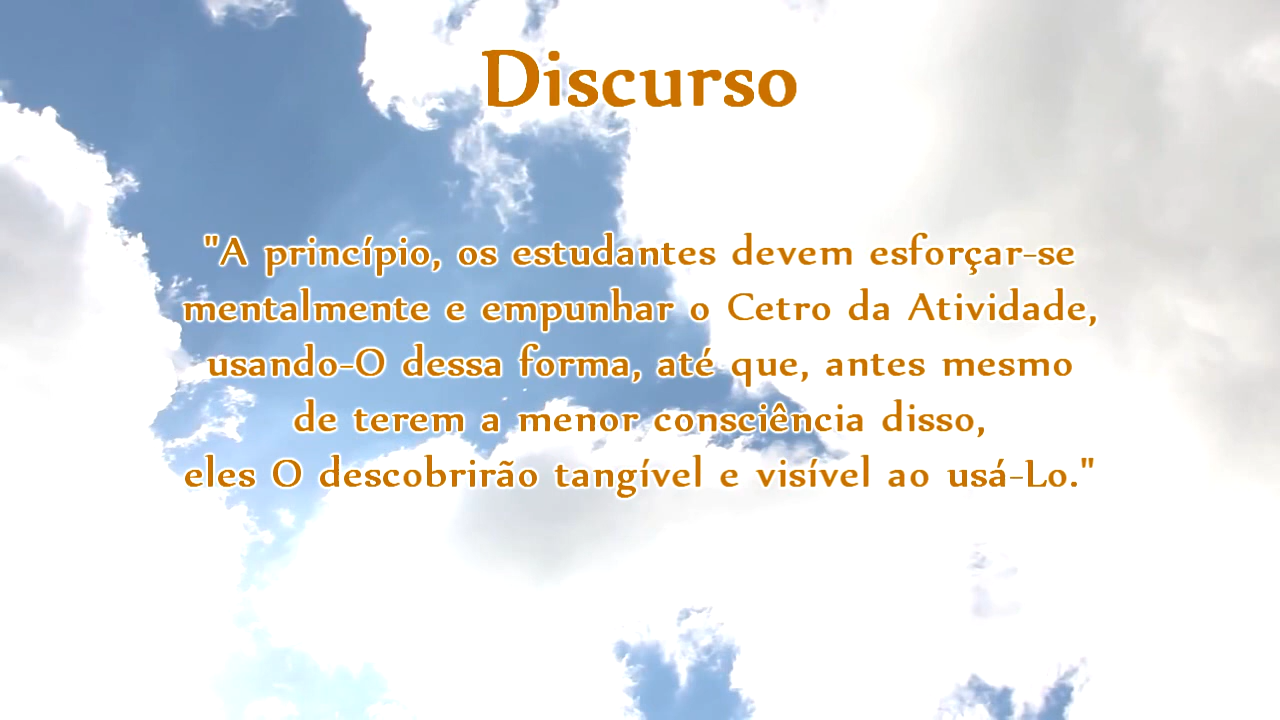 Discurso
"A princípio, os estudantes devem esforçar-se
mentalmente e empunhar o Cetro da Atividade,
usando-O dessa forma, até que, antes mesmo
de terem a menor consciência disso,
eles O descobrirão tangível e visível ao usá-Lo."